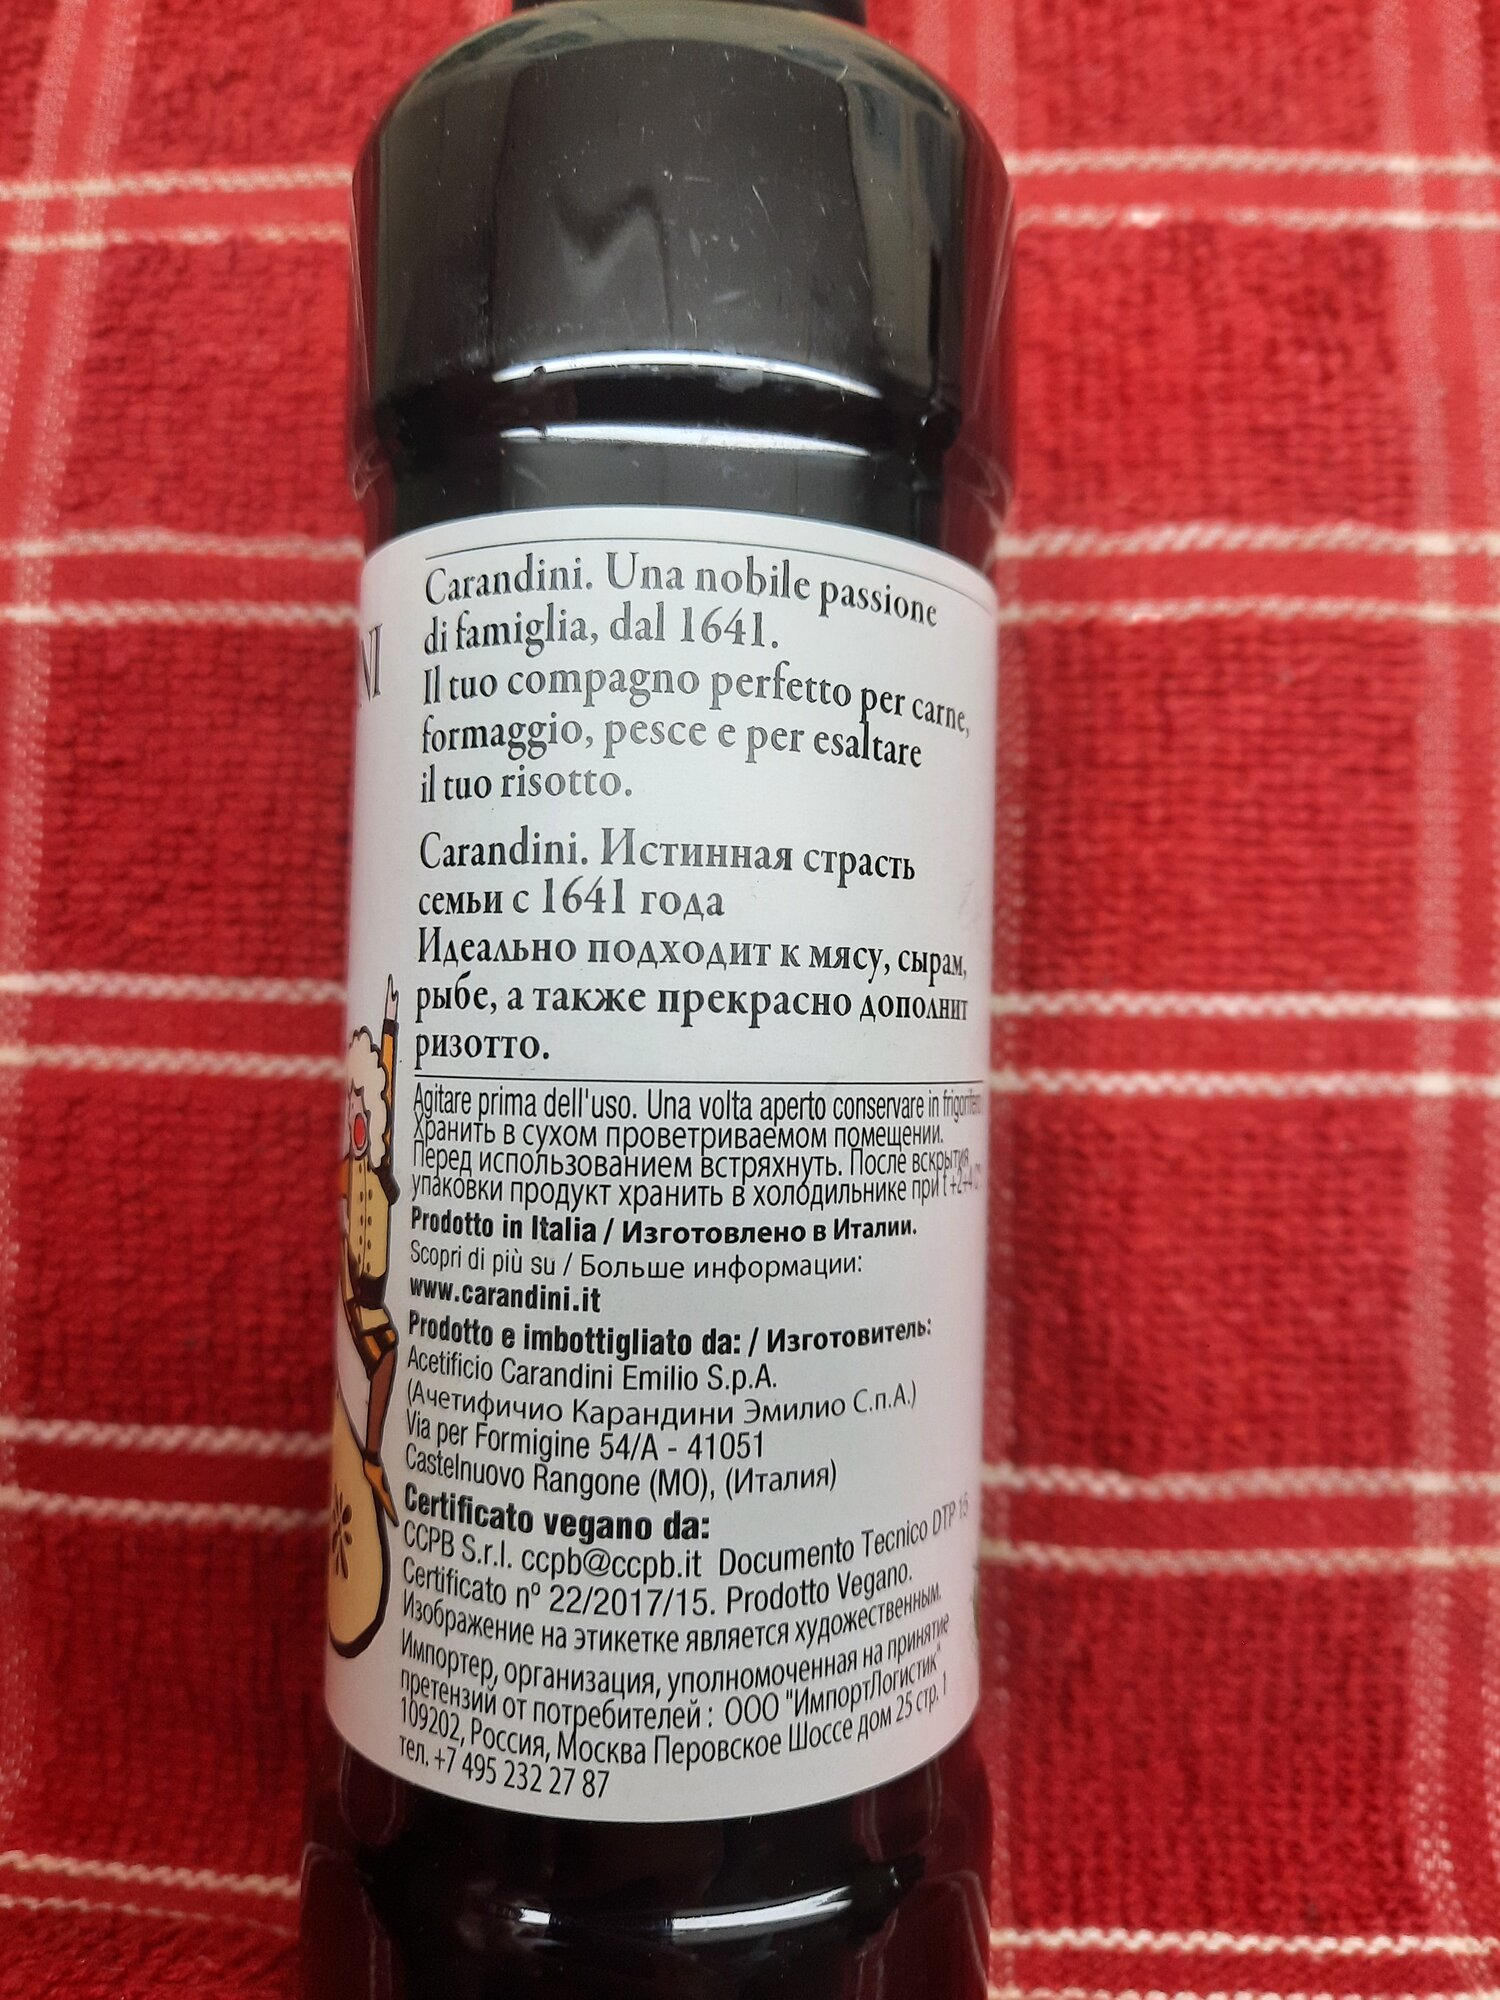 Carandini. Una nobile passione
di famiglia, dal 1641.
Il tuo compagno perfetto per carne,
formaggio, pesce e per esaltare
il tuo risotto.
Carandini. Истинная страсть
семьи с 1641 года
Идеально подходит к мясу, сырам,
рыбе, а также прекрасно дополнит
ризотто.
Agitare prima dell'uso. Una volta aperto conservare in frigorifero
Хранить в сухом проветриваемом помещении.
Перед использованием встряхнуть. После вскрытия
упаковки продукт хранить в холодильнике при t +2+4
Prodotto in Italia / Изготовлено в Италии.
Scopri di più su / Больше информации:
www.carandini.it
Prodotto e imbottigliato da: / Изготовитель:
Acetificio Carandini Emilio S.p.A.
(Ачетифичио Карандини Эмилио С.п.А.)
Via per Formigine 54/A - 41051
Castelnuovo Rangone (MO), (Италия)
Certificato vegano da:
CCPB S.r.l. ccpb@ccpb.it Documento Tecnico DTP 15
Certificato nº 22/2017/15. Prodotto Vegano.
Изображение на этикетке является художественным.
Импортер, организация, уполномоченная на принятие
претензий от потребителей : ООО "ИмпортЛогистик"
109202, Россия, Москва Перовское Шоссе дом 25 стр. 1
тел. +7 495 232 27 87